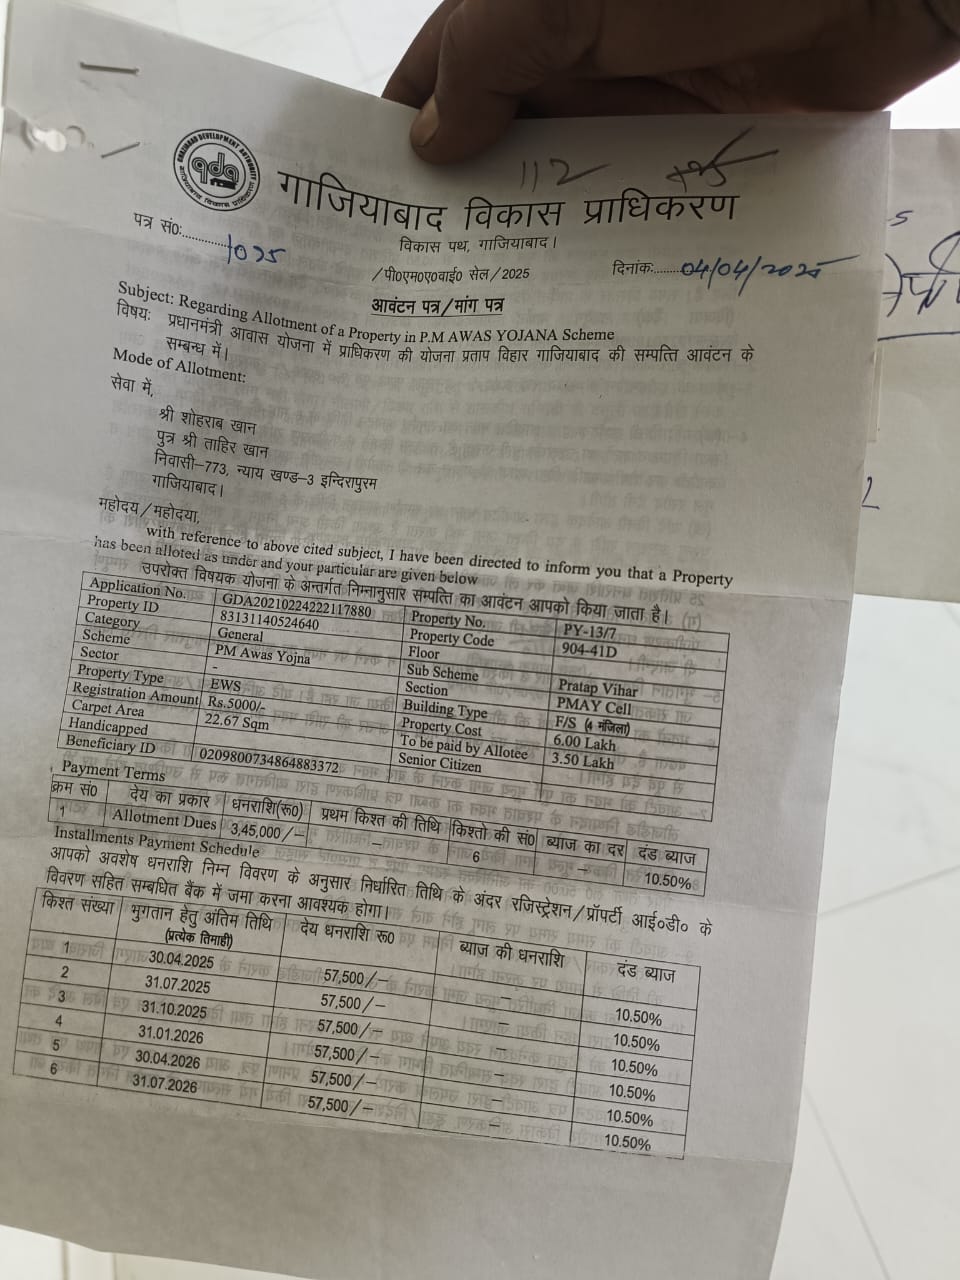 GHAZIABAD DEVELOPMENT AUTHORITY
gda
112
गाजियाबाद विकास प्राधिकरण
विकास पथ, गाजियाबाद।
पत्र सं0:............1025
/पी0एम0ए0वाई0 सेल/2025
दिनांक:.......04/04/2025
आवंटन पत्र/मांग पत्र
Subject: Regarding Allotment of a Property in P.M AWAS YOJANA Scheme
विषयः प्रधानमंत्री आवास योजना में प्राधिकरण की योजना प्रताप विहार गाजियाबाद की सम्पत्ति आवंटन के
सम्बन्ध में।
Mode of Allotment:
सेवा में,
श्री शोहराब खान
पुत्र श्री ताहिर खान
निवासी–773, न्याय खण्ड–3 इन्दिरापुरम
गाजियाबाद।
महोदय/महोदया,
with reference to above cited subject, I have been directed to inform you that a Property
has been alloted as under and your particular are given below
उपरोक्त विषयक योजना के अन्तर्गत निम्नानुसार सम्पत्ति का आवंटन आपको किया जाता है।
Application No. GDA20210224222117880 Property No. PY-13/7
Property ID 83131140524640 Property Code 904-41D
Category General Floor
Scheme PM Awas Yojna Sub Scheme Pratap Vihar
Sector - Section PMAY Cell
Property Type EWS Building Type F/S (4 मंजिला)
Registration Amount Rs.5000/- Property Cost 6.00 Lakh
Carpet Area 22.67 Sqm To be paid by Allotee 3.50 Lakh
Handicapped Senior Citizen
Beneficiary ID 0209800734864883372
Payment Terms
क्रम सं0 देय का प्रकार धनराशि(रू0) प्रथम किश्त की तिथि किश्तो की सं0 ब्याज का दर दंड ब्याज
1 Allotment Dues 3,45,000/– – 6 – 10.50%
Installments Payment Schedule
आपको अवशेष धनराशि निम्न विवरण के अनुसार निर्धारित तिथि के अंदर रजिस्ट्रेशन/प्रॉपर्टी आई०डी० के
विवरण सहित सम्बधित बैंक में जमा करना आवश्यक होगा।
किश्त संख्या भुगतान हेतु अंतिम तिथि (प्रत्येक तिमाही) देय धनराशि रू0 ब्याज की धनराशि दंड ब्याज
1 30.04.2025 57,500/– – 10.50%
2 31.07.2025 57,500/– – 10.50%
3 31.10.2025 57,500/– – 10.50%
4 31.01.2026 57,500/– – 10.50%
5 30.04.2026 57,500/– – 10.50%
6 31.07.2026 57,500/– – 10.50%